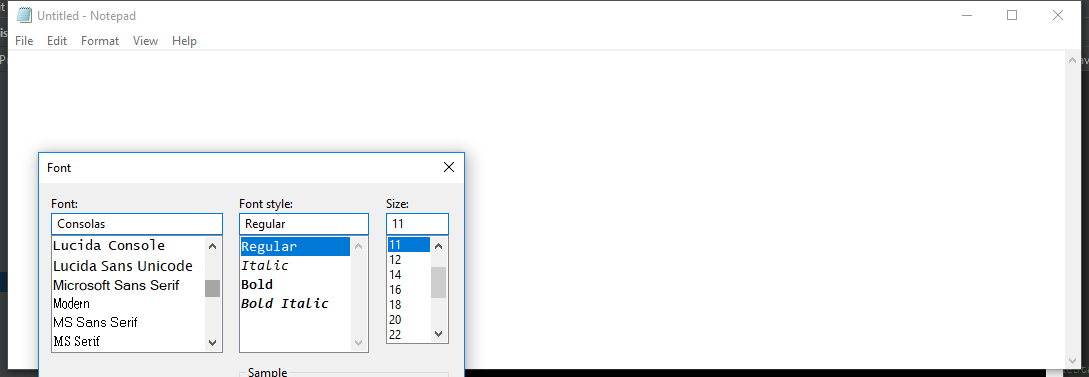 Untitled - Notepad
File Edit Format View Help
Font
Font: Font style: Size:
Consolas Regular 11
Lucida Console Regular 11
Lucida Sans Unicode Italic 12
Microsoft Sans Serif Bold 14
Modern Bold Italic 16
MS Sans Serif 18
MS Serif 20
22
Sample